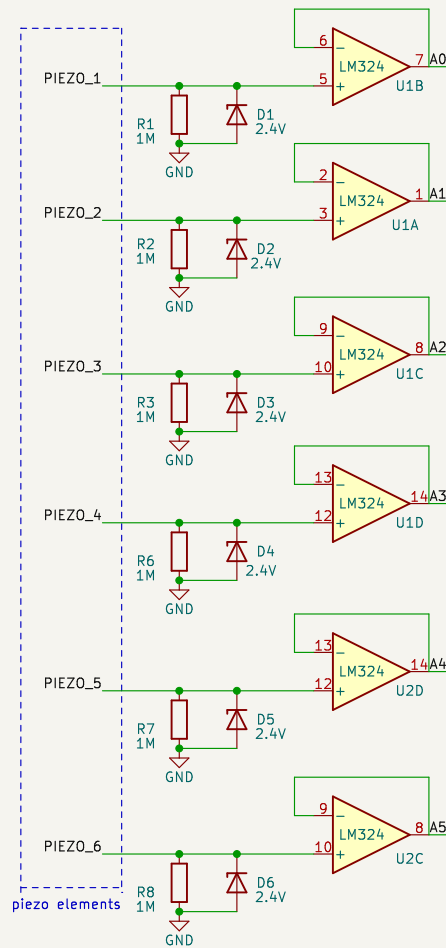 6
LM324
7
A0
PIEZO_1
5
U1B
R1
1M
D1
2.4V
GND
2
LM324
1
A1
PIEZO_2
3
U1A
R2
1M
D2
2.4V
GND
9
LM324
8
A2
PIEZO_3
10
U1C
R3
1M
D3
2.4V
GND
13
LM324
14
A3
PIEZO_4
12
U1D
R6
1M
D4
2.4V
GND
13
LM324
14
A4
PIEZO_5
12
U2D
R7
1M
D5
2.4V
GND
9
LM324
8
A5
PIEZO_6
10
U2C
R8
1M
D6
2.4V
piezo elements
GND